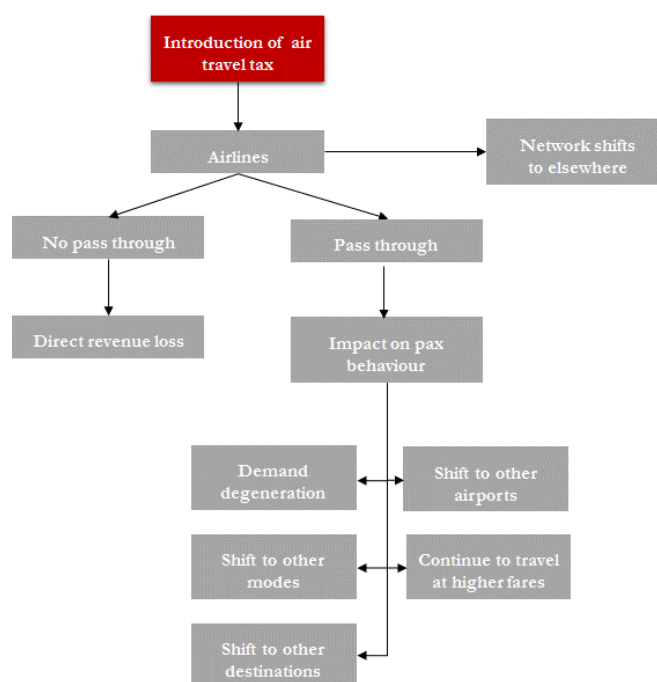 Introduction of air
travel tax
Airlines
Network shifts
to elsewhere
No pass through
Pass through
Direct revenue loss
Impact on pax
behaviour
Demand
degeneration
Shift to other
airports
Shift to other
modes
Continue to travel
at higher fares
Shift to other
destinations